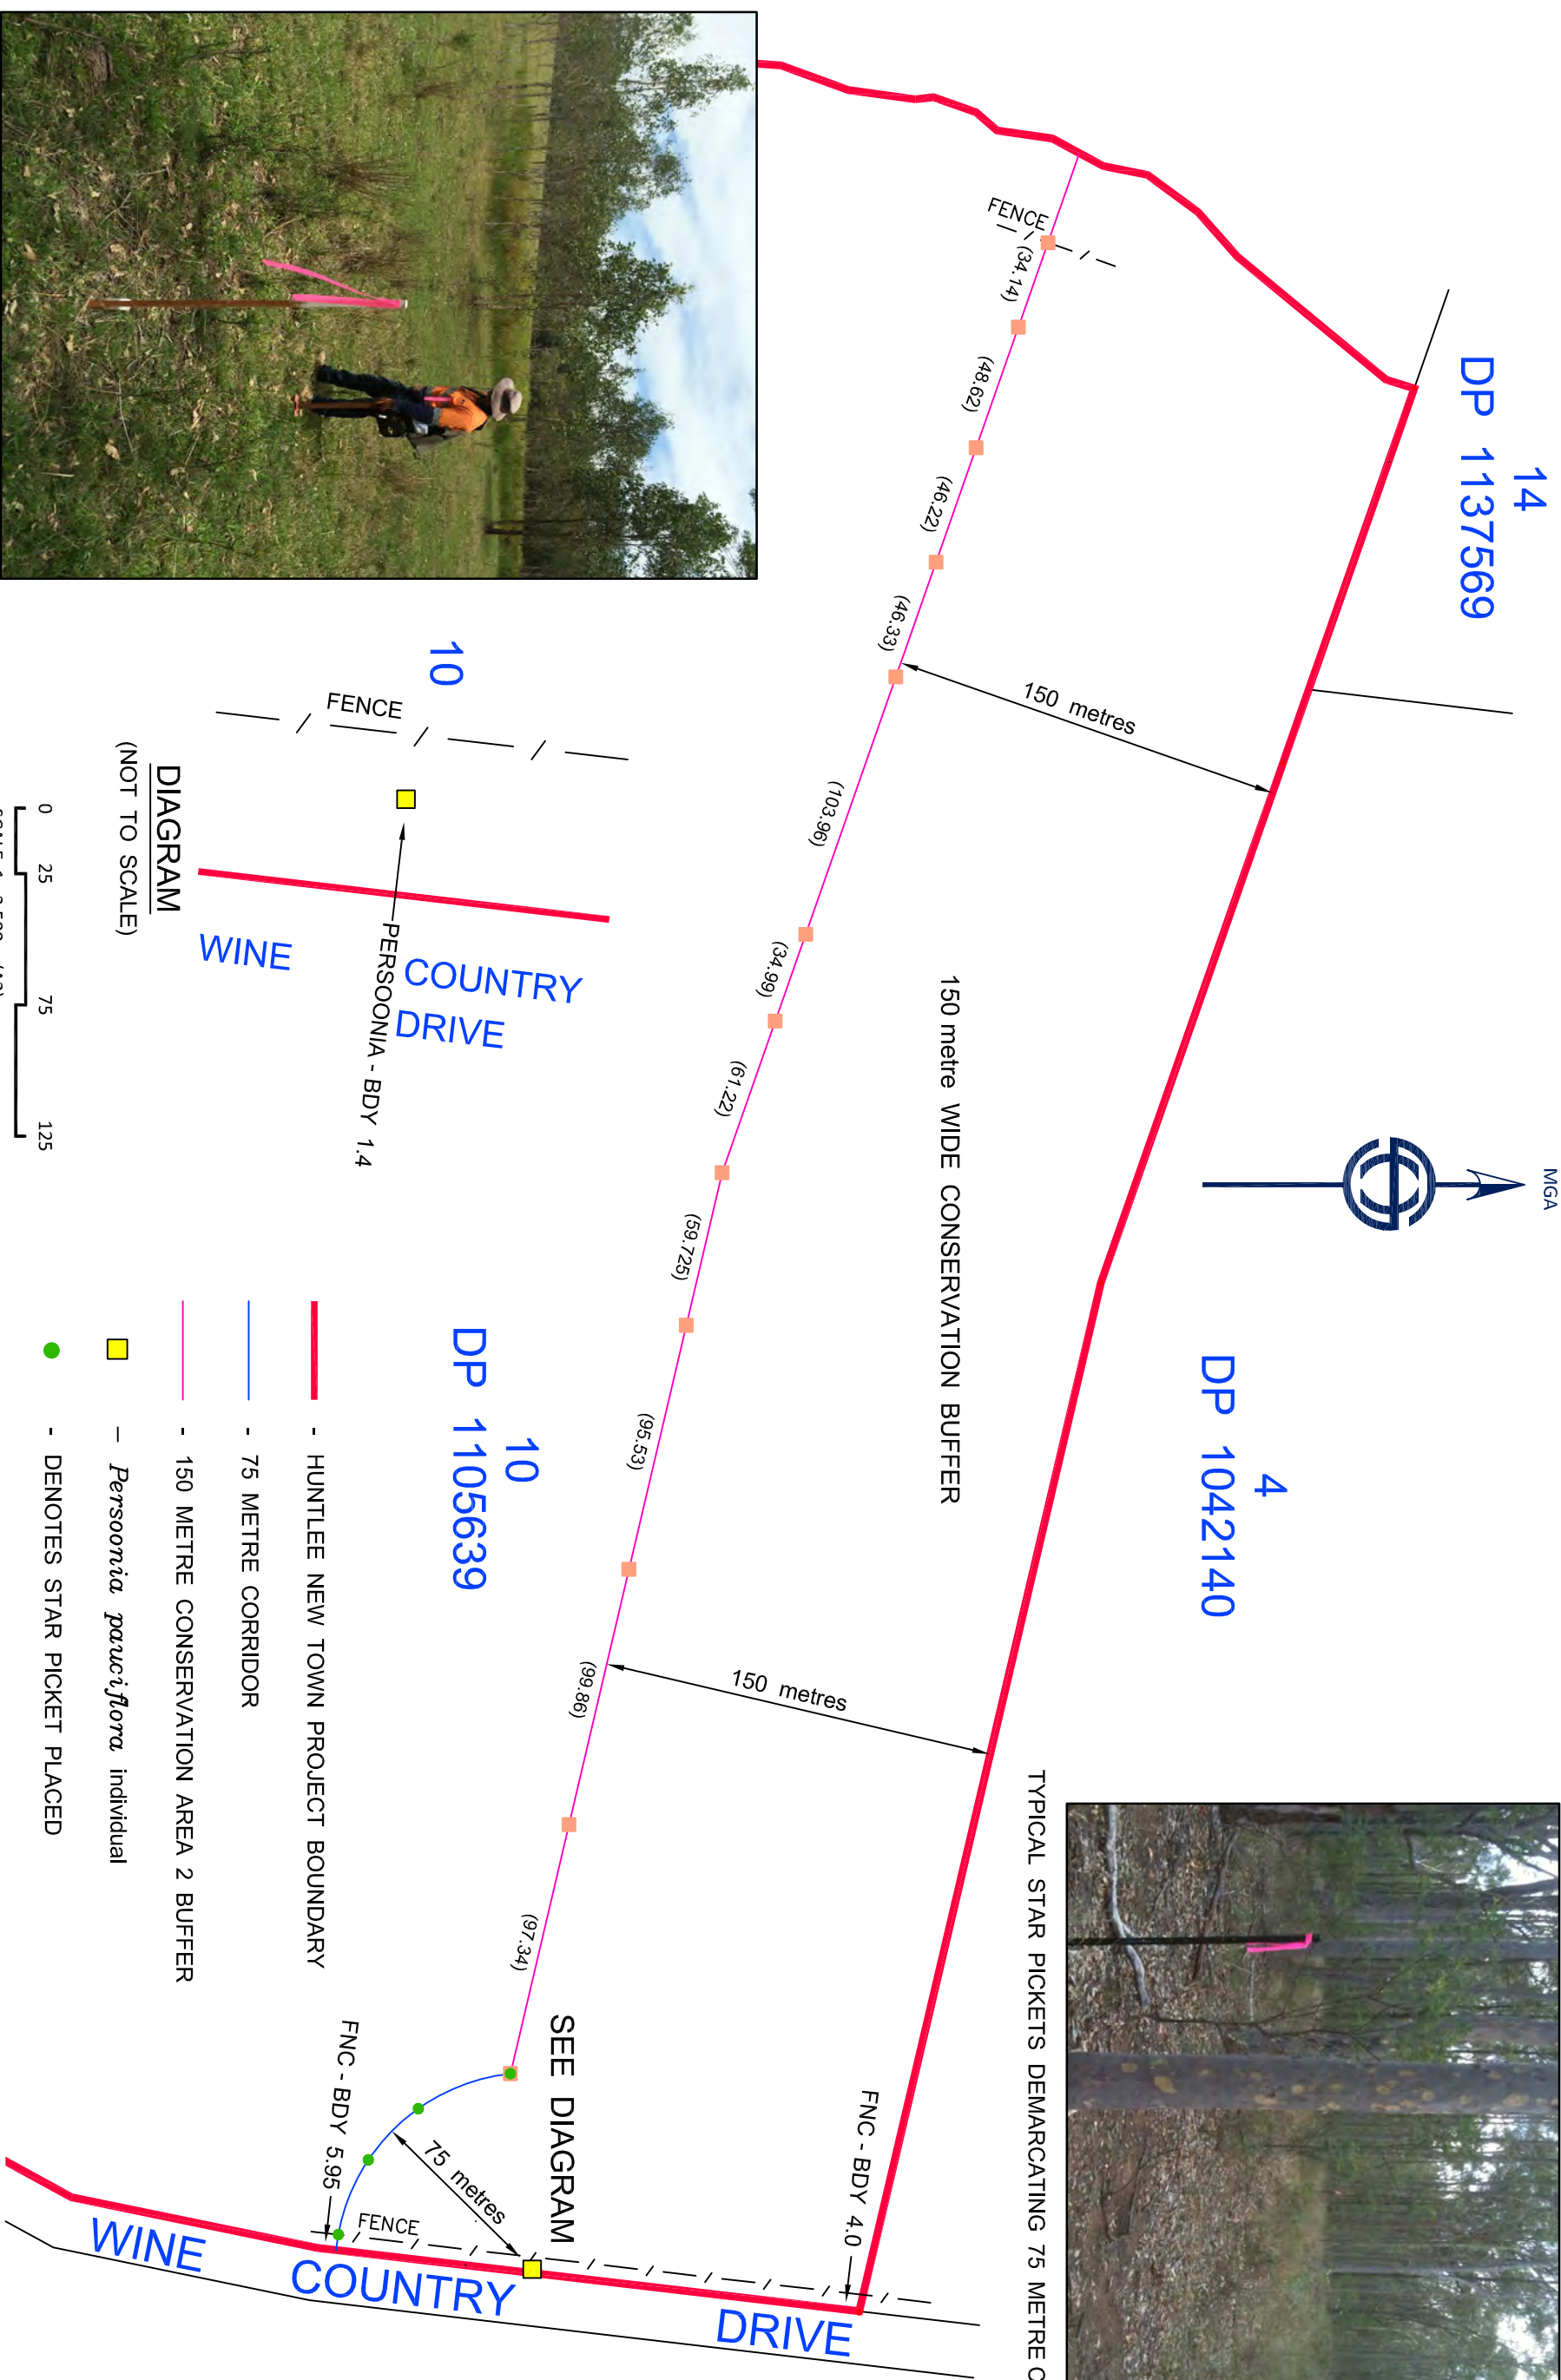 14
DP 1137569
MGA
4
DP 1042140
FENCE
(34.14)
(48.62)
(46.22)
(46.33)
(103.96)
(34.99)
(61.22)
(59.725)
(95.53)
(99.86)
(97.34)
150 metres
150 metres
150 metre WIDE CONSERVATION BUFFER
TYPICAL STAR PICKETS DEMARCATING 75 METRE
FNC - BDY 4.0
SEE DIAGRAM
75 metres
FENCE
FNC - BDY 5.95
WINE
COUNTRY
DRIVE
10
DP 1105639
10
FENCE
PERSOONIA - BDY 1.4
WINE
COUNTRY
DRIVE
DIAGRAM
(NOT TO SCALE)
0 25 75 125
- HUNTLEE NEW TOWN PROJECT BOUNDARY
- 75 METRE CORRIDOR
- 150 METRE CONSERVATION AREA 2 BUFFER
— Persoonia pauciflora individual
- DENOTES STAR PICKET PLACED